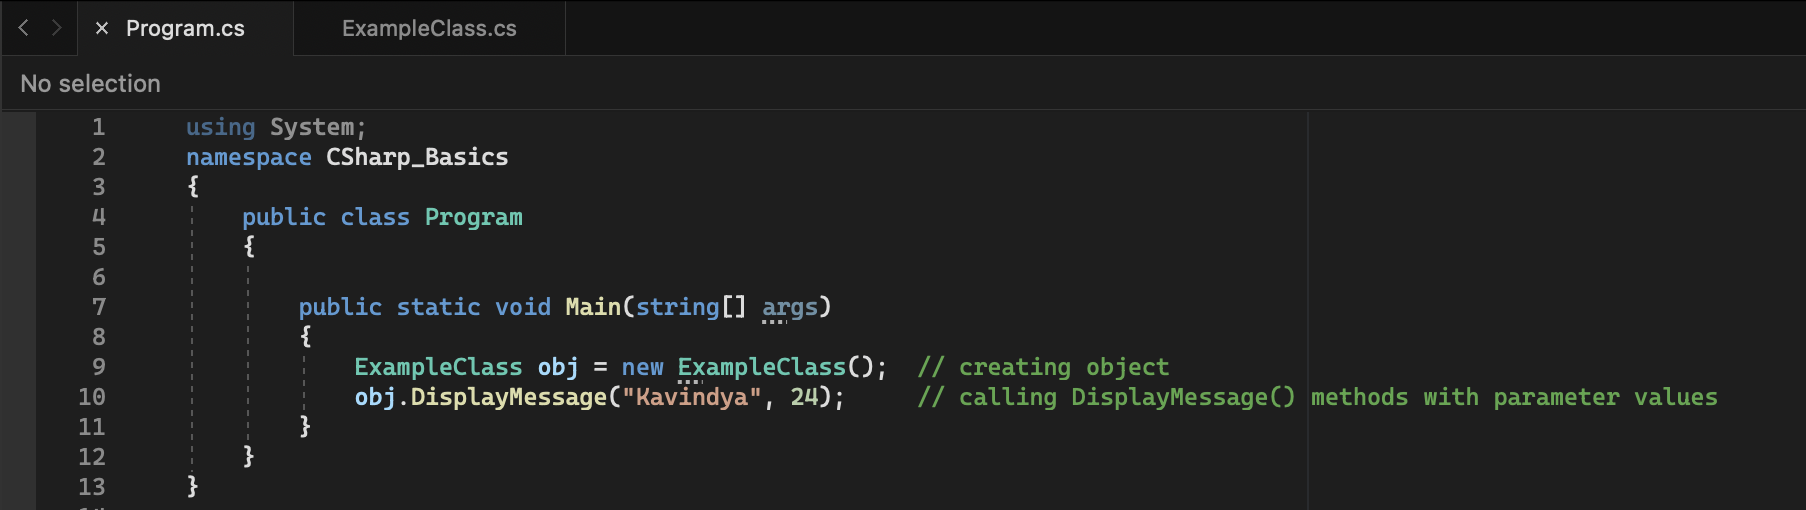 Program.cs
ExampleClass.cs
No selection
1 using System;
2 namespace CSharp_Basics
3 {
4 public class Program
5 {
6
7 public static void Main(string[] args)
8 {
9 ExampleClass obj = new ExampleClass(); // creating object
10 obj.DisplayMessage("Kavindya", 24); // calling DisplayMessage() methods with parameter values
11 }
12 }
13 }